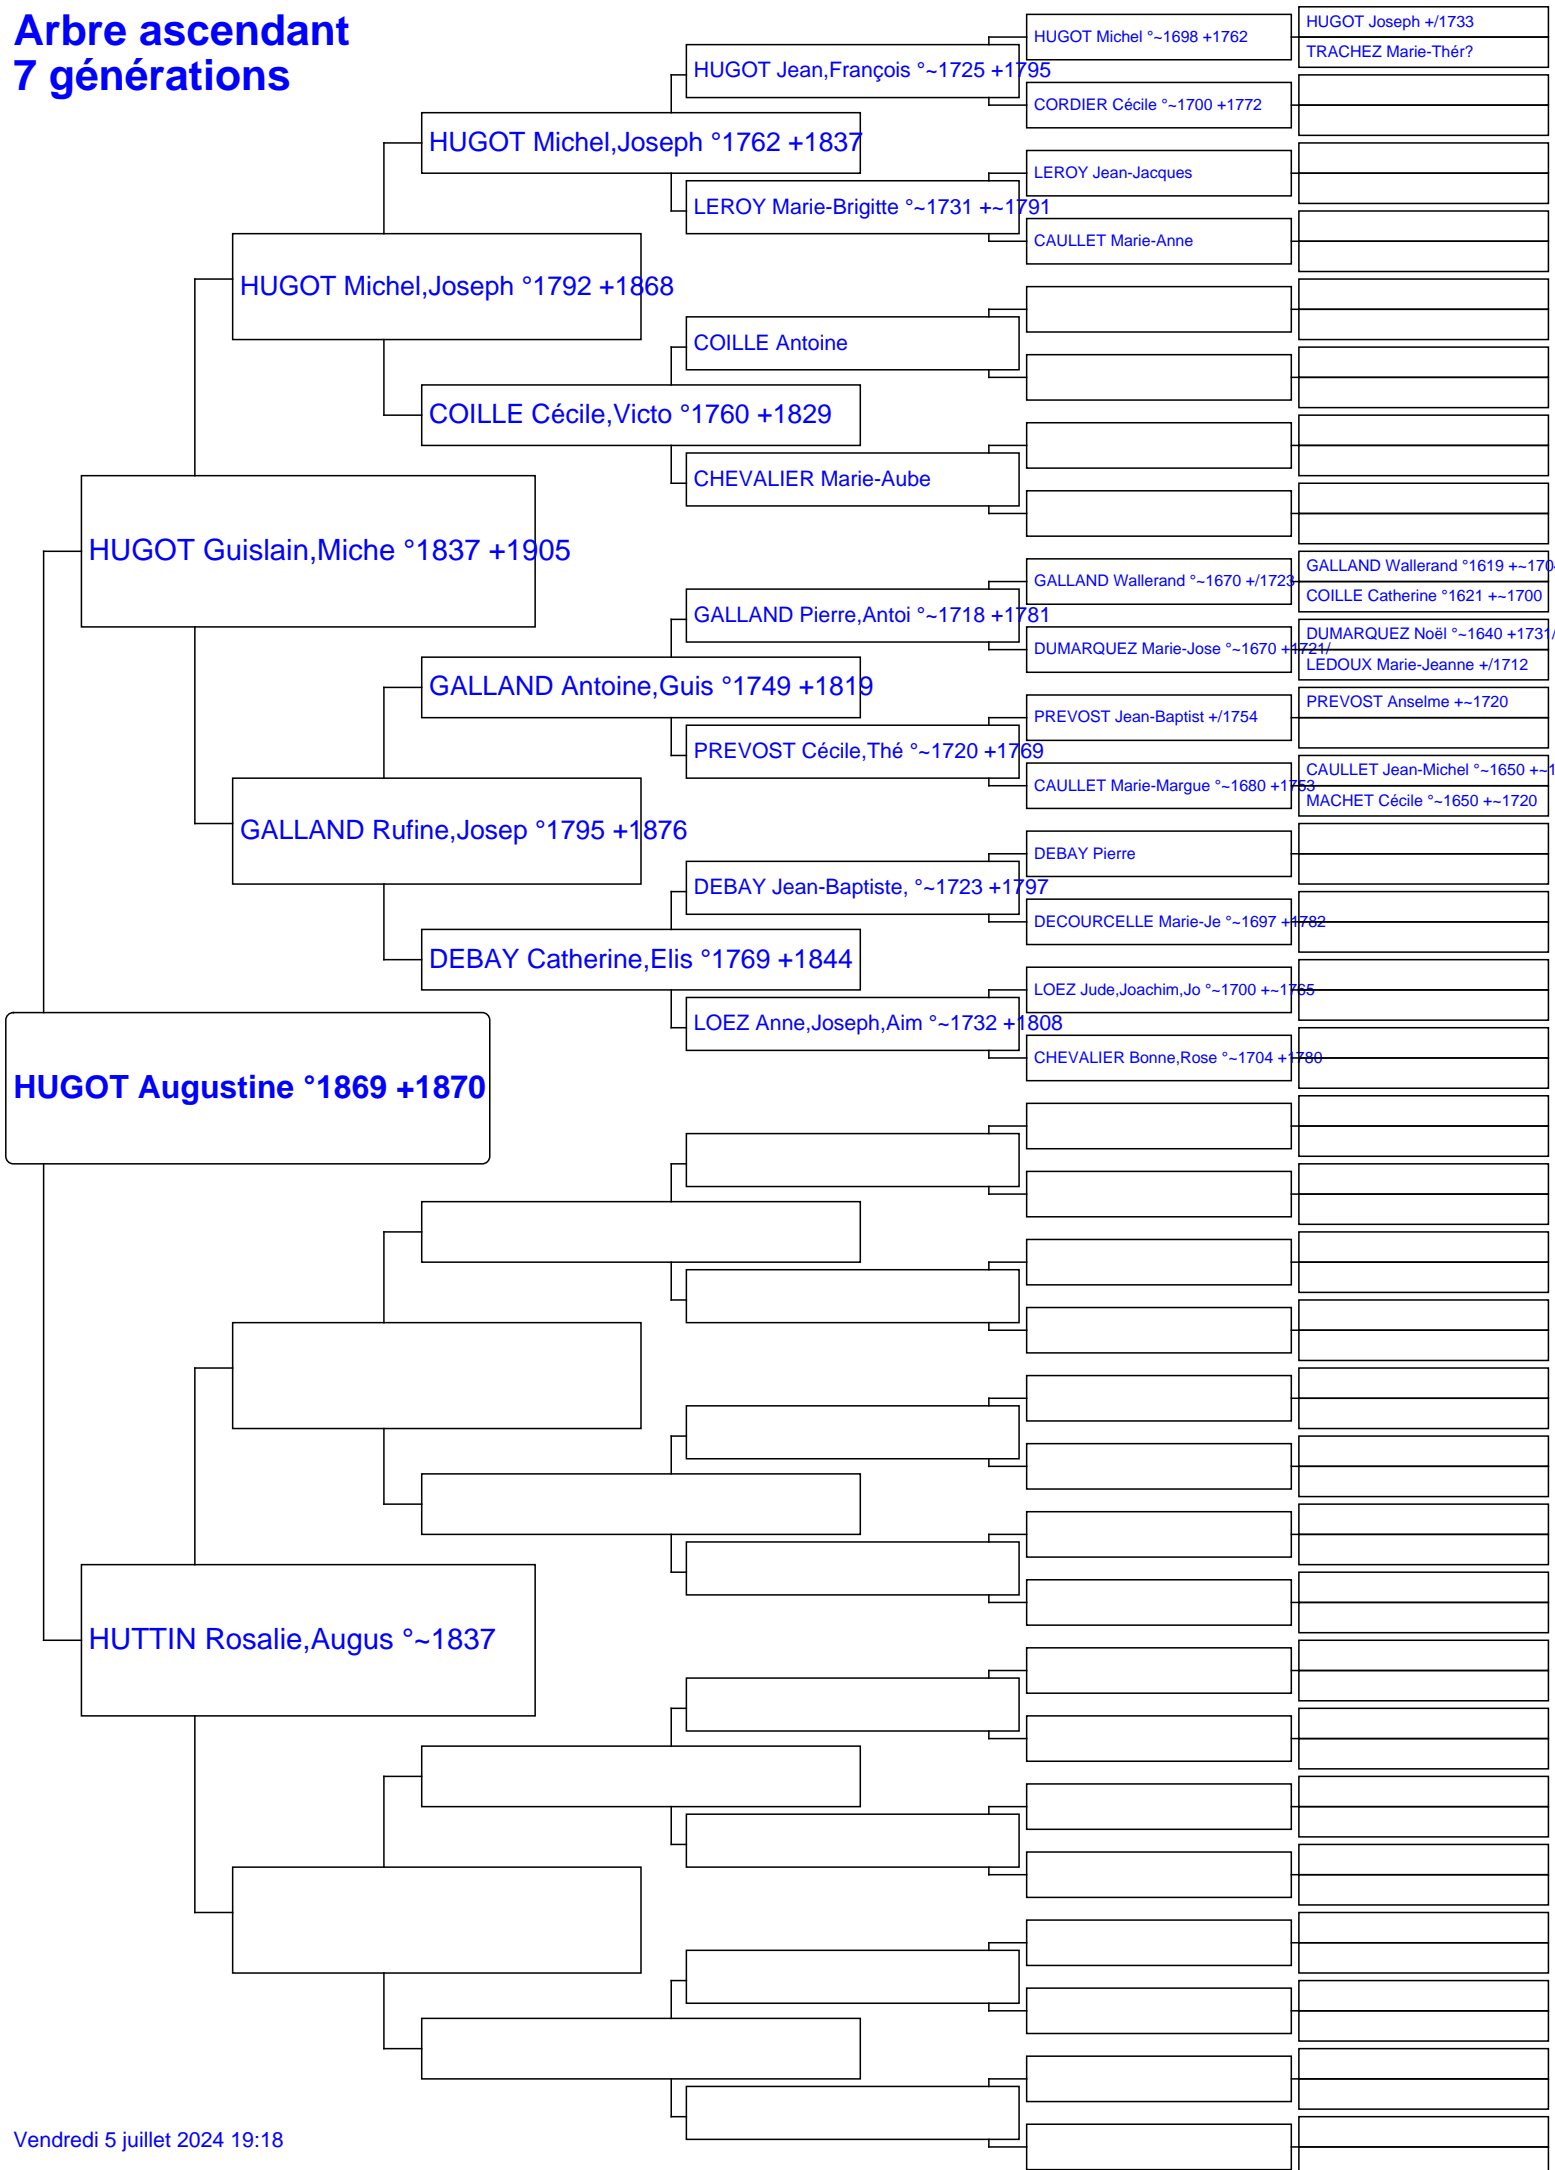 Arbre ascendant
7 générations
HUGOT Augustine °1869 +1870
HUGOT Guislain,Miche °1837 +1905
HUTTIN Rosalie,Augus °~1837
HUGOT Michel,Joseph °1792 +1868
GALLAND Rufine,Josep °1795 +1876
HUGOT Michel,Joseph °1762 +1837
COILLE Cécile,Victo °1760 +1829
GALLAND Antoine,Guis °1749 +1819
DEBAY Catherine,Elis °1769 +1844
HUGOT Jean,François °~1725 +1795
LEROY Marie-Brigitte °~1731 +~1791
COILLE Antoine
CHEVALIER Marie-Aube
GALLAND Pierre,Antoi °~1718 +1781
PREVOST Cécile,Thé °~1720 +1769
DEBAY Jean-Baptiste, °~1723 +1797
LOEZ Anne,Joseph,Aim °~1732 +1808
HUGOT Michel °~1698 +1762
CORDIER Cécile °~1700 +1772
LEROY Jean-Jacques
CAULLET Marie-Anne
GALLAND Wallerand °~1670 +/1723
DUMARQUEZ Marie-Jose °~1670 +1721/
PREVOST Jean-Baptist +/1754
CAULLET Marie-Margue °~1680 +1753
DEBAY Pierre
DECOURCELLE Marie-Je °~1697 +1782
LOEZ Jude,Joachim,Jo °~1700 +~1765
CHEVALIER Bonne,Rose °~1704 +1780
HUGOT Joseph +/1733
TRACHEZ Marie-Thér?
GALLAND Wallerand °1619 +~170
COILLE Catherine °1621 +~1700
DUMARQUEZ Noël °~1640 +1731/
LEDOUX Marie-Jeanne +/1712
PREVOST Anselme +~1720
CAULLET Jean-Michel °~1650 +~1
MACHET Cécile °~1650 +~1720
Vendredi 5 juillet 2024 19:18